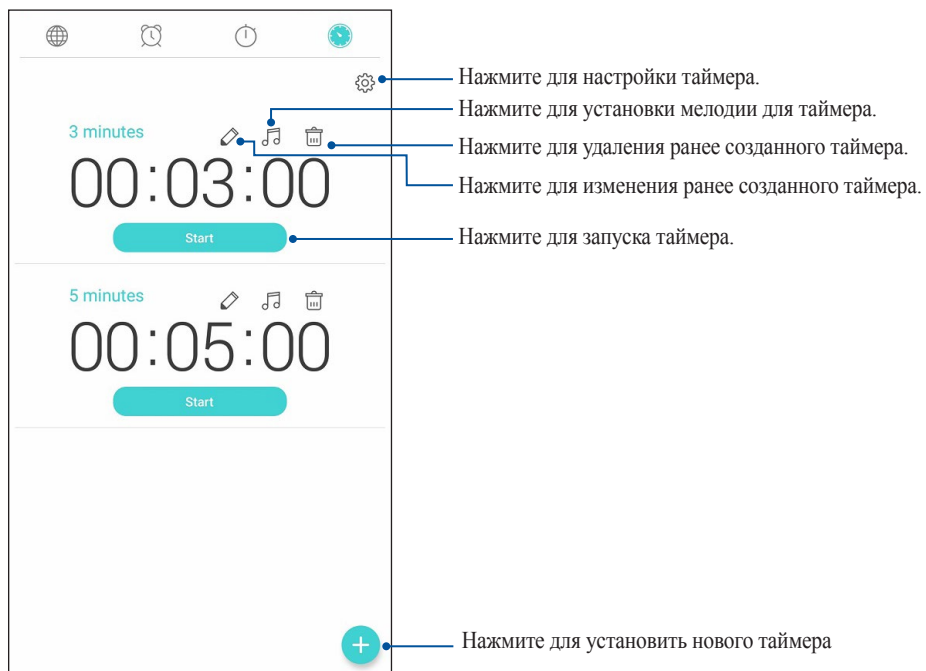 Нажмите для настройки таймера.
Нажмите для установки мелодии для таймера.
3 minutes
Нажмите для удаления ранее созданного таймера.
00:03:00
Нажмите для изменения ранее созданного таймера.
Start
Нажмите для запуска таймера.
5 minutes
00:05:00
Start
Нажмите для установить нового таймера